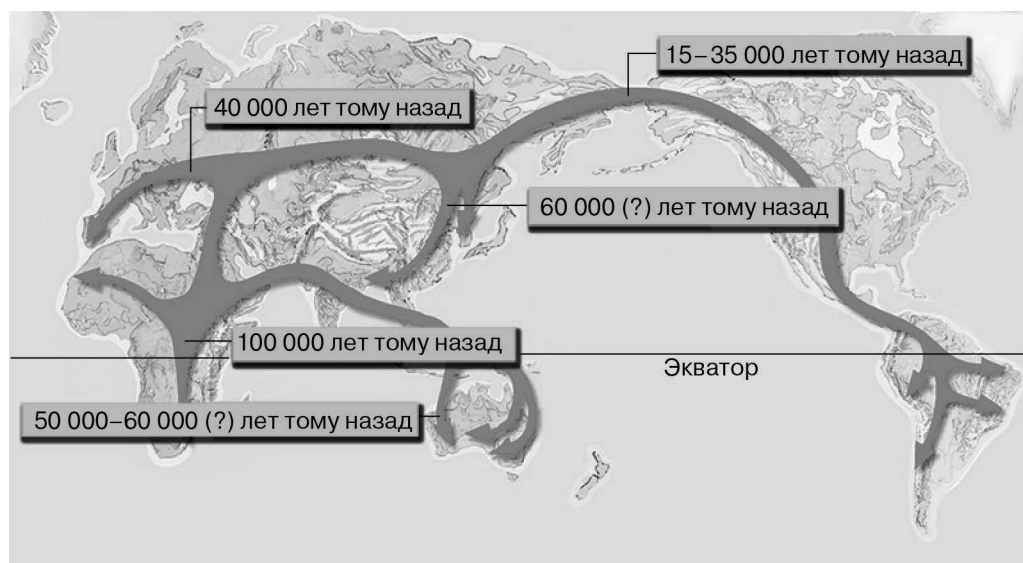 15–35 000 лет тому назад
40 000 лет тому назад
60 000 (?) лет тому назад
100 000 лет тому назад
Экватор
50 000–60 000 (?) лет тому назад